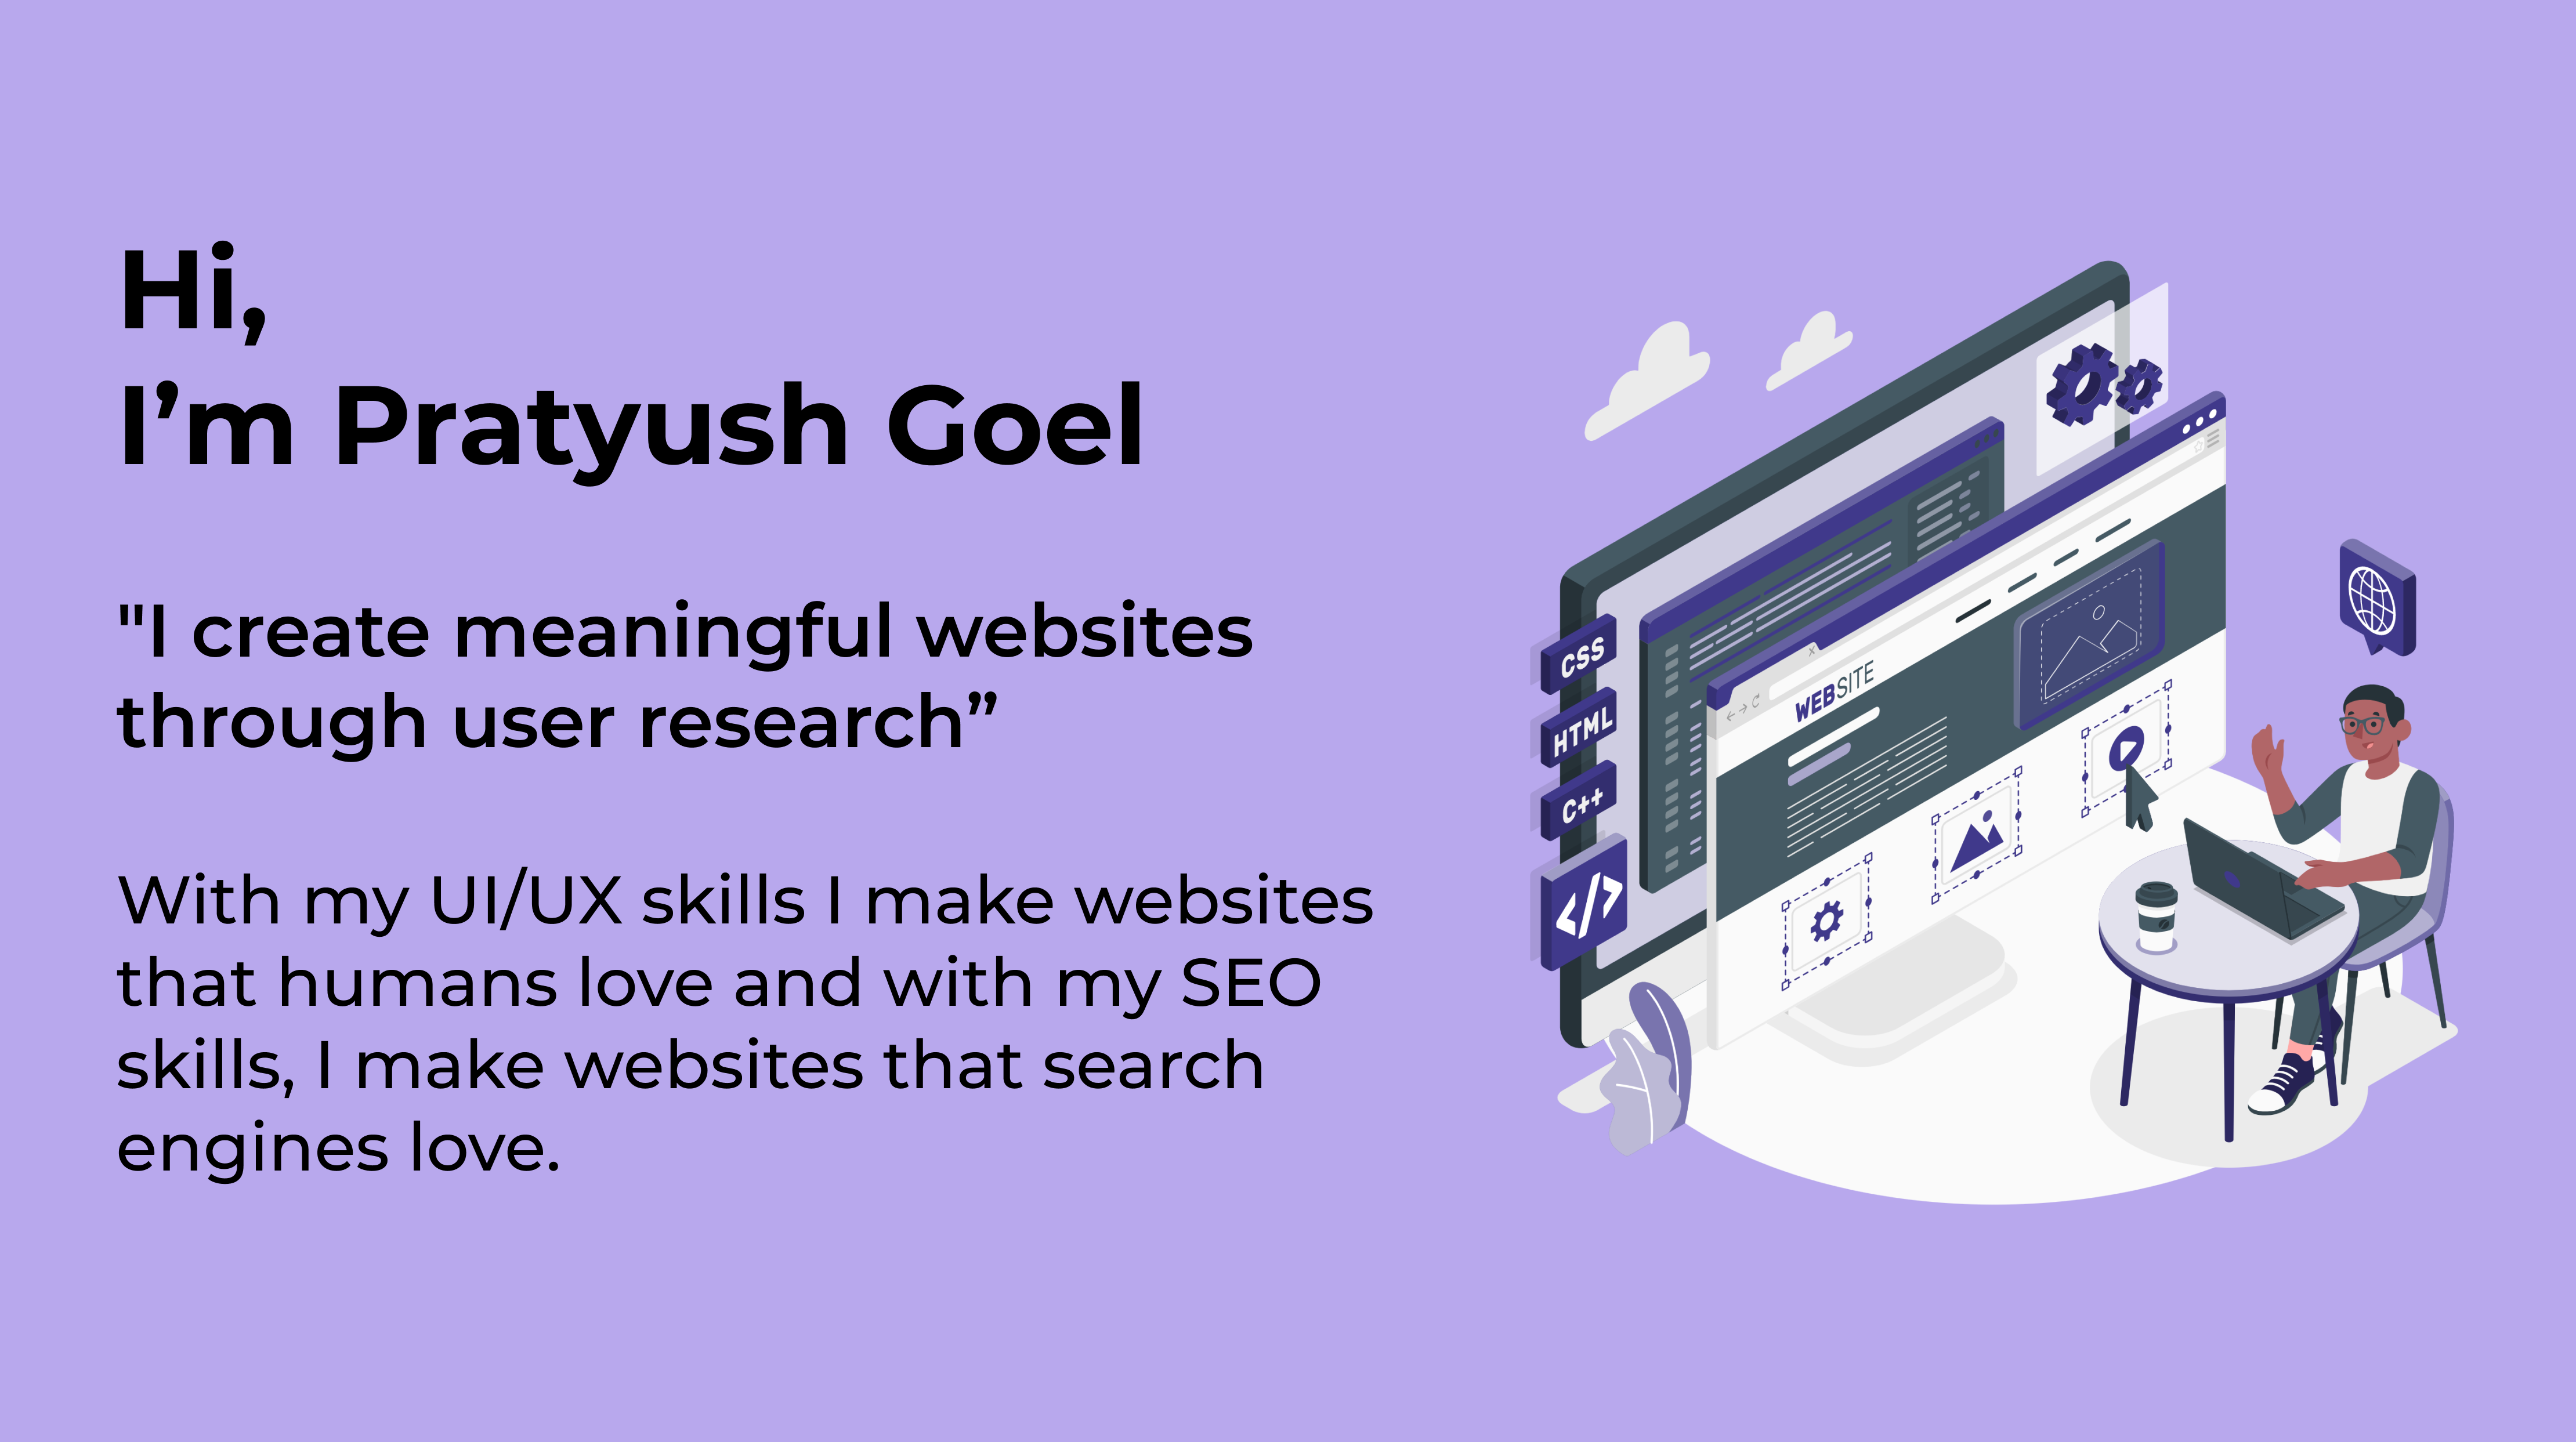 Hi,
I’m Pratyush Goel
"I create meaningful websites
through user research”
With my UI/UX skills I make websites
that humans love and with my SEO
skills, I make websites that search
engines love.
CSS
HTML
C++
</>
WEBSITE